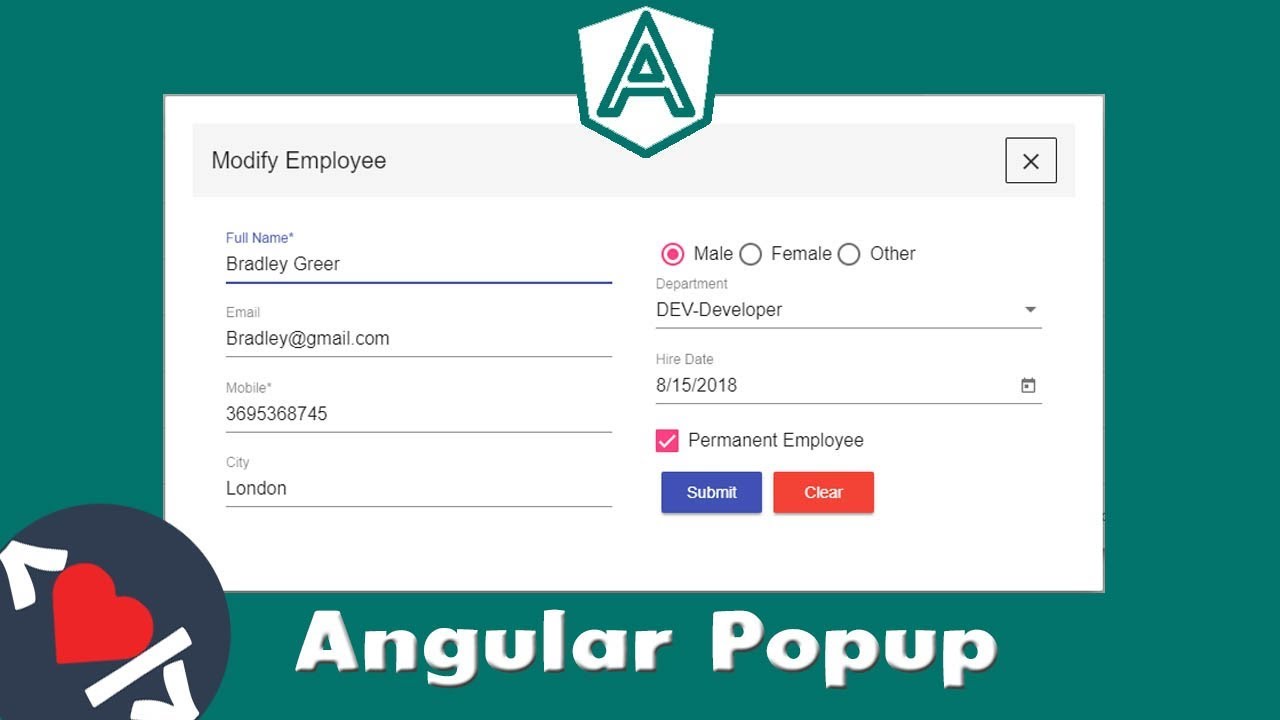 Modify Employee
Full Name*
Bradley Greer
Email
Bradley@gmail.com
Mobile*
3695368745
City
London
Male Female Other
Department
DEV-Developer
Hire Date
8/15/2018
Permanent Employee
Submit Clear
Angular Popup